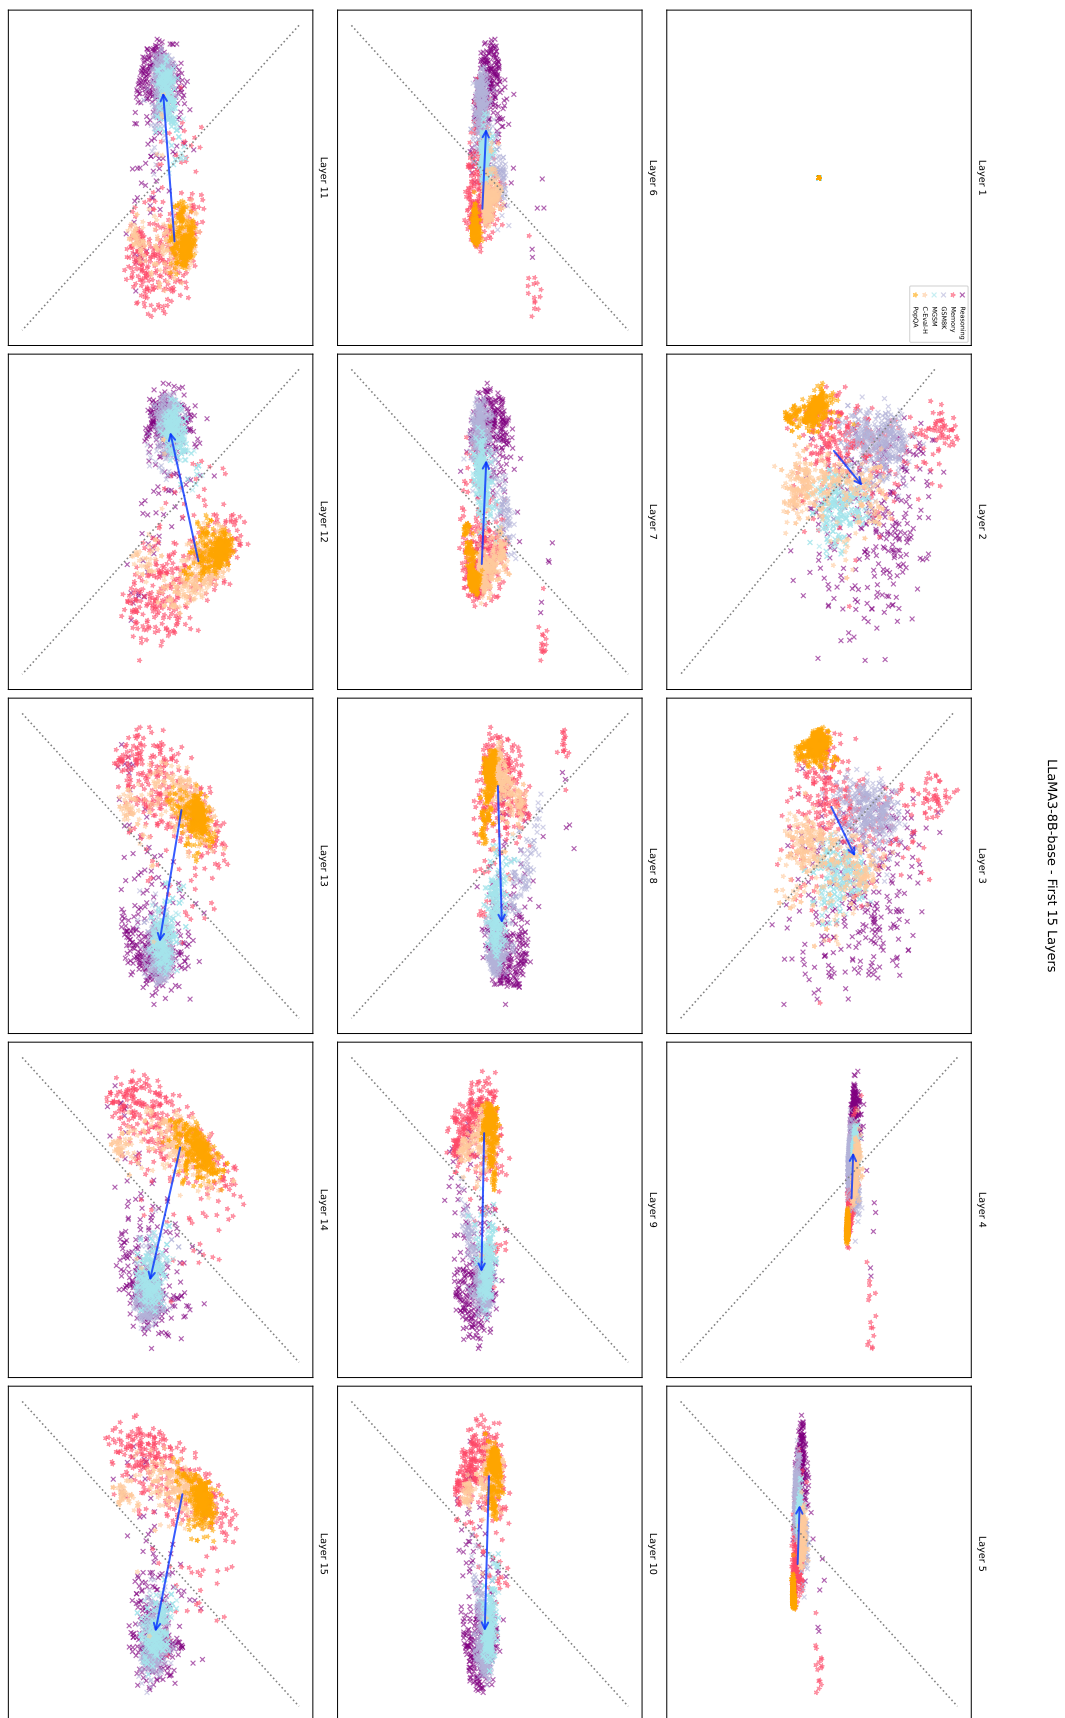 LLaMA3-8B-base - First 15 Layers
Layer 1
Reasoning
Memory
GSM8K
MGSM
C-Eval-H
PopQA
Layer 2
Layer 3
Layer 4
Layer 5
Layer 6
Layer 7
Layer 8
Layer 9
Layer 10
Layer 11
Layer 12
Layer 13
Layer 14
Layer 15